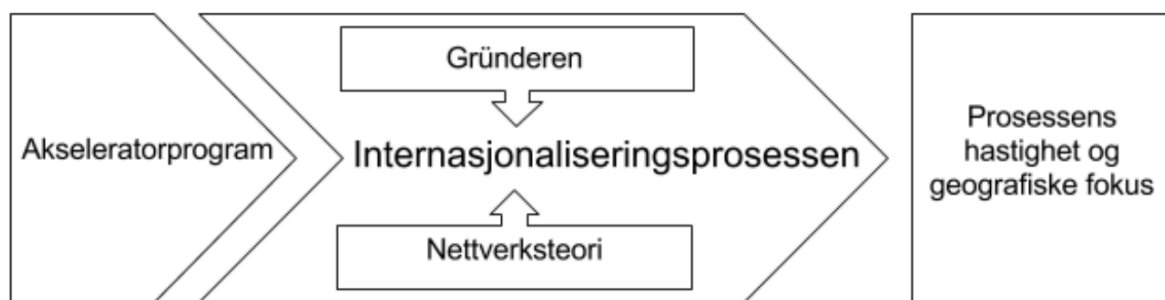 Akseleratorprogram
Gründeren
Internasjonaliseringsprosessen
Nettverksteori
Prosessens
hastighet og
geografiske fokus